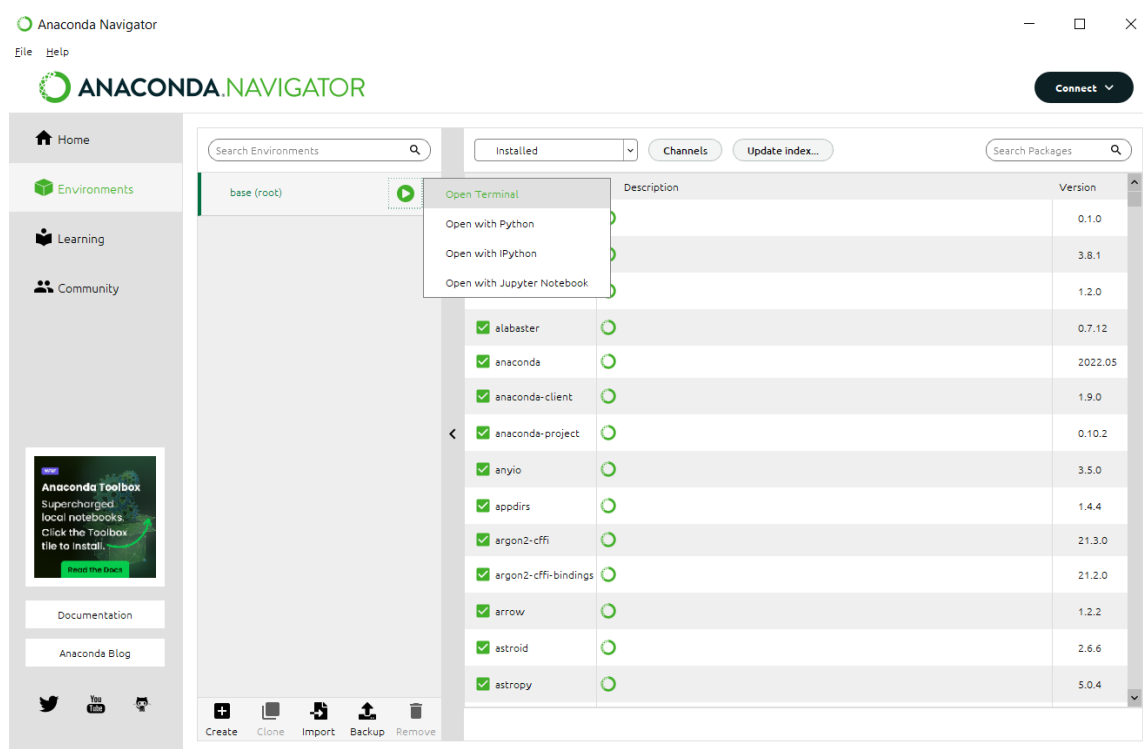 Anaconda Navigator
File Help
ANACONDA.NAVIGATOR
Connect
Home
Environments
Learning
Community
Anaconda Toolbox
Supercharged
local notebooks.
Click the Toolbox
tile to install.
Read the Docs
Documentation
Anaconda Blog
You
Tube
Search Environments
base (root)
Open Terminal
Open with Python
Open with IPython
Open with Jupyter Notebook
Create Clone Import Backup Remove
Installed
Channels
Update index...
Search Packages
Description Version
0.1.0
3.8.1
1.2.0
alabaster 0.7.12
anaconda 2022.05
anaconda-client 1.9.0
anaconda-project 0.10.2
anyio 3.5.0
appdirs 1.4.4
argon2-cffi 21.3.0
argon2-cffi-bindings 21.2.0
arrow 1.2.2
astroid 2.6.6
astropy 5.0.4